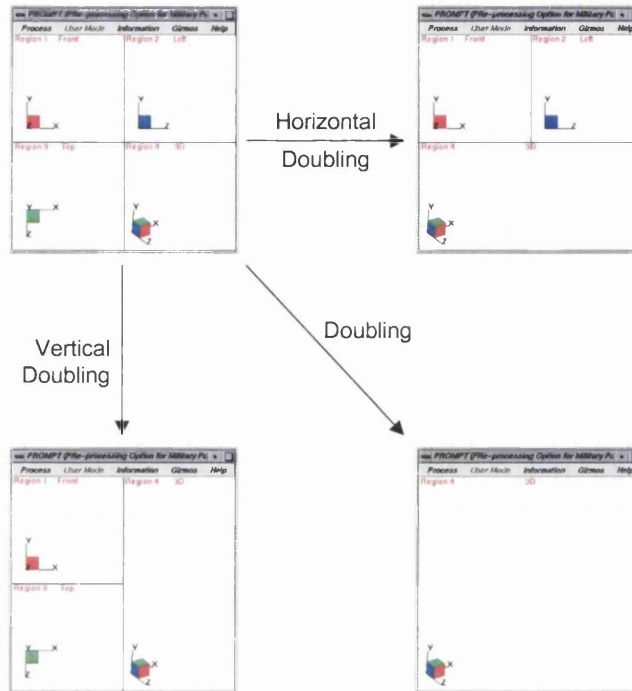 PROMPT (PRe-processing Option for Military Pc
Process User Mode Information Gizmos Help
Region 1 Front Region 2 Left
Y Y
Z X Z
Region 3 Top Region 4 3D
Y X Y X
Z Z
PROMPT (PRe-processing Option for Military Pc
Process User Mode Information Gizmos Help
Region 1 Front Region 2 Left
Y Y
Z X Z
Region 4 3D
Y X
Z
Horizontal
Doubling
Vertical
Doubling
Doubling
PROMPT (PRe-processing Option for Military Pc
Process User Mode Information Gizmos Help
Region 1 Front Region 4 3D
Y
Z X
Region 3 Top
Y X Y X
Z Z
PROMPT (PRe-processing Option for Military Pc
Process User Mode Information Gizmos Help
Region 4 3D
Y X
Z